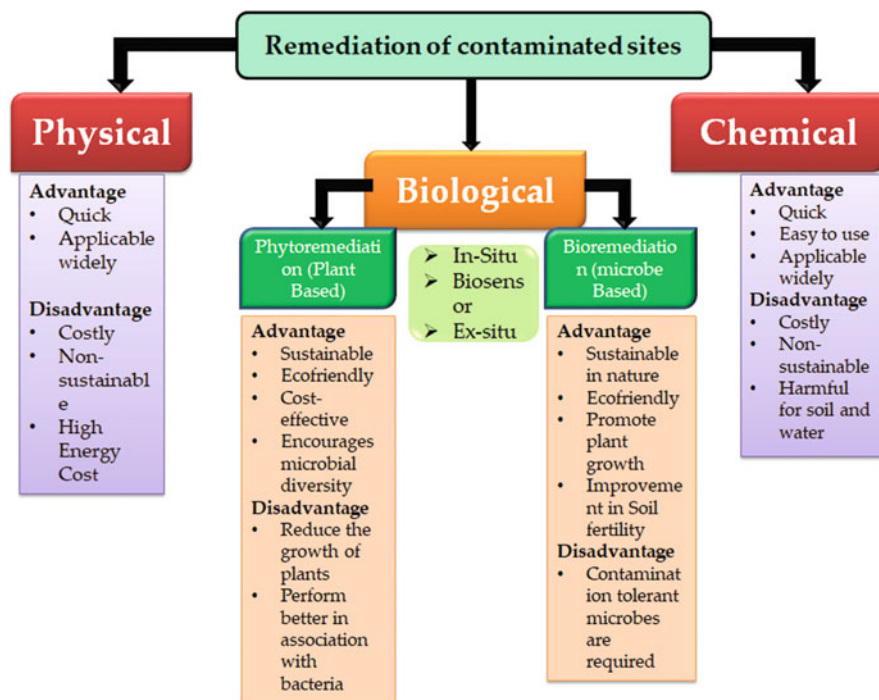 Remediation of contaminated sites
Physical
Advantage
• Quick
• Applicable
widely
Disadvantage
• Costly
• Non-
sustainabl
e
• High
Energy
Cost
Biological
Phytoremediati
on (Plant
Based)
Advantage
• Sustainable
• Ecofriendly
• Cost-
effective
• Encourages
microbial
diversity
Disadvantage
• Reduce the
growth of
plants
• Perform
better in
association
with
bacteria
➢ In-Situ
➢ Biosens
or
➢ Ex-situ
Bioremediatio
n (microbe
Based)
Advantage
• Sustainable
in nature
• Ecofriendly
• Promote
plant
growth
• Improveme
nt in Soil
fertility
Disadvantage
• Contaminat
ion tolerant
microbes
are
required
Chemical
Advantage
• Quick
• Easy to use
• Applicable
widely
Disadvantage
• Costly
• Non-
sustainable
• Harmful
for soil and
water